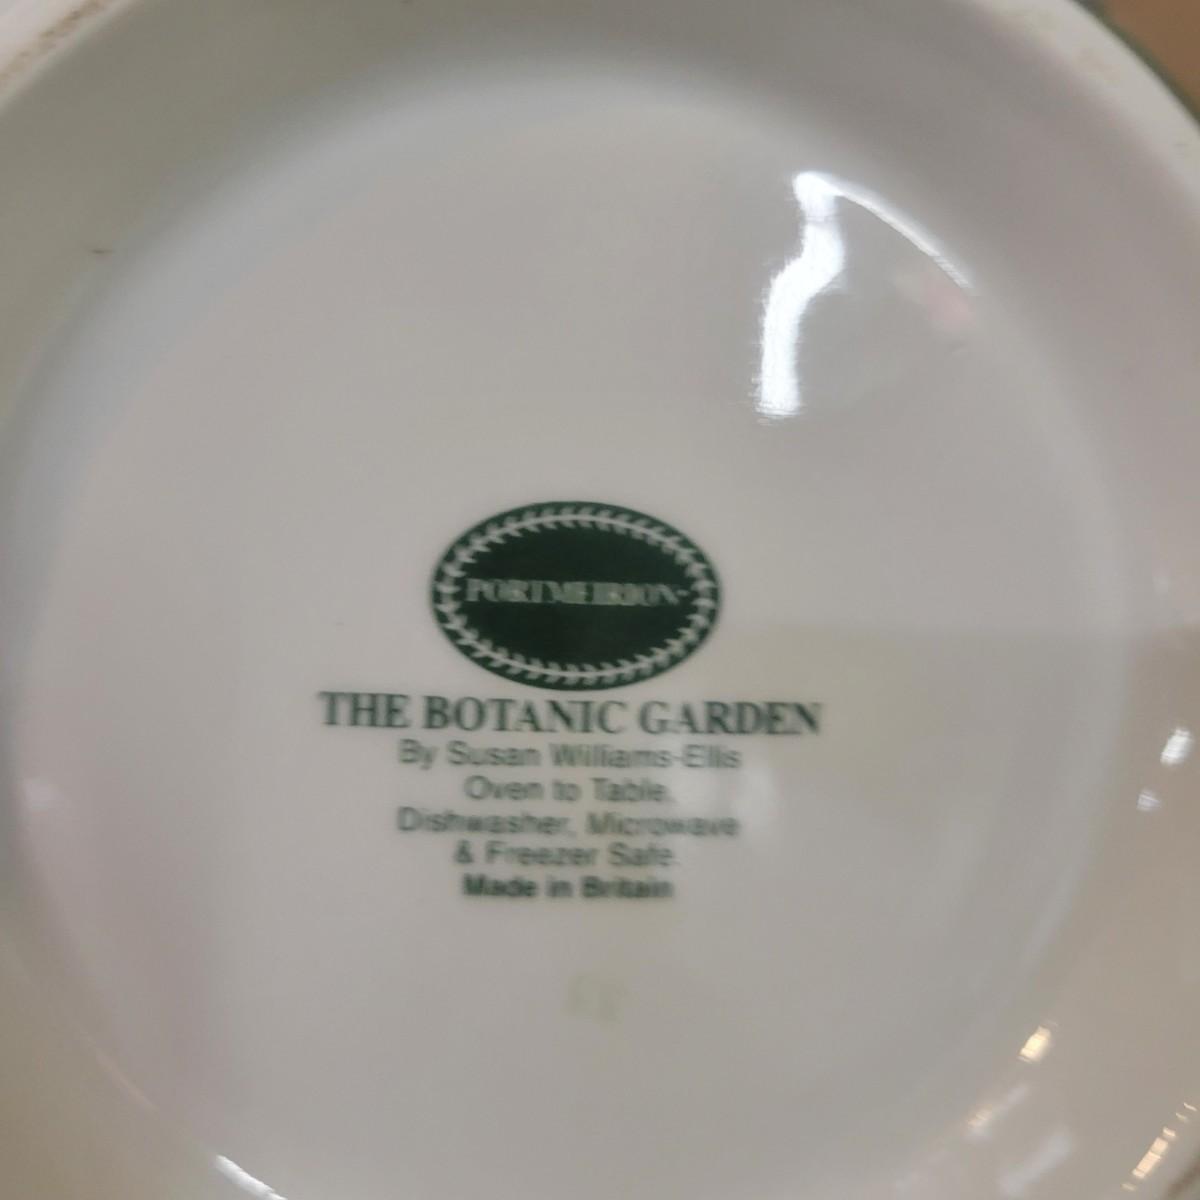 PORTMEIRION
THE BOTANIC GARDEN
By Susan Williams-Ellis
Oven to Table.
Dishwasher, Microwave
& Freezer Safe.
Made in Britain